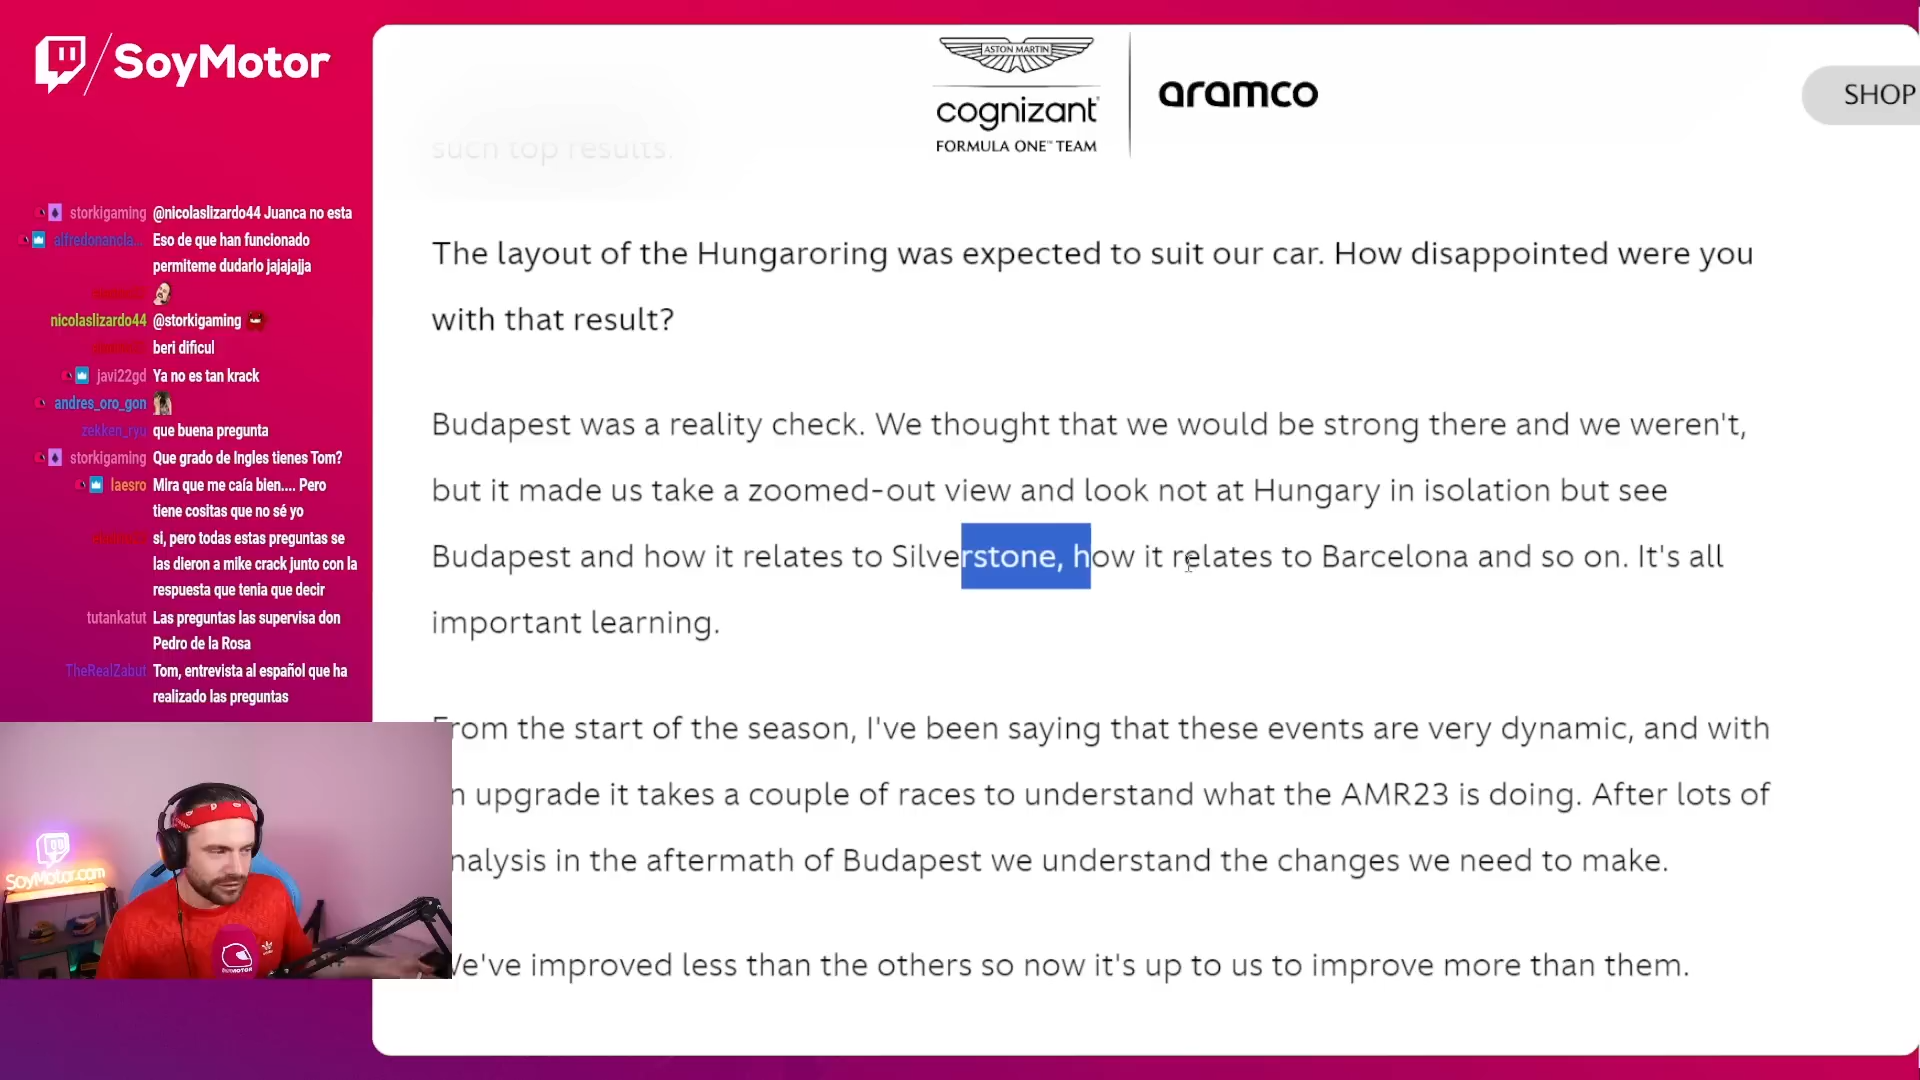 SoyMotor
storkigaming @nicolaslizardo44 Juanca no esta
alfredonancla... Eso de que han funcionado
permiteme dudarlo jajajajja
nicolaslizardo44 @storkigaming
beri dificul
javi22gd Ya no es tan krack
andres_oro_gon
zekken_ryu que buena pregunta
storkigaming Que grado de Ingles tienes Tom?
laesro Mira que me caía bien.... Pero
tiene cositas que no sé yo
si, pero todas estas preguntas se
las dieron a mike crack junto con la
respuesta que tenia que decir
tutankatut Las preguntas las supervisa don
Pedro de la Rosa
TheRealZabut Tom, entrevista al español que ha
realizado las preguntas
SoyMotor.com
ASTON MARTIN
cognizant
FORMULA ONE™ TEAM
aramco
SHOP
such top results.
The layout of the Hungaroring was expected to suit our car. How disappointed were you
with that result?
Budapest was a reality check. We thought that we would be strong there and we weren't,
but it made us take a zoomed-out view and look not at Hungary in isolation but see
Budapest and how it relates to Silverstone, how it relates to Barcelona and so on. It's all
important learning.
From the start of the season, I've been saying that these events are very dynamic, and with
n upgrade it takes a couple of races to understand what the AMR23 is doing. After lots of
nalysis in the aftermath of Budapest we understand the changes we need to make.
We've improved less than the others so now it's up to us to improve more than them.